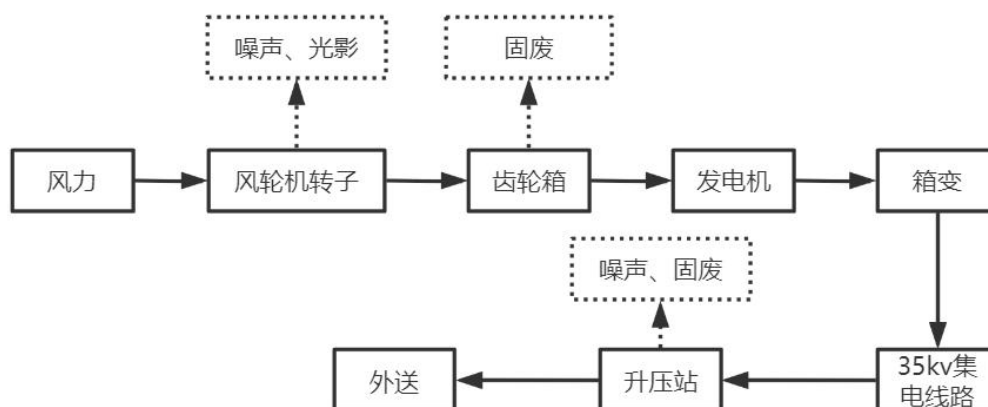 噪声、光影
固废
风力
风轮机转子
齿轮箱
发电机
箱变
噪声、固废
外送
升压站
35kv集
电线路